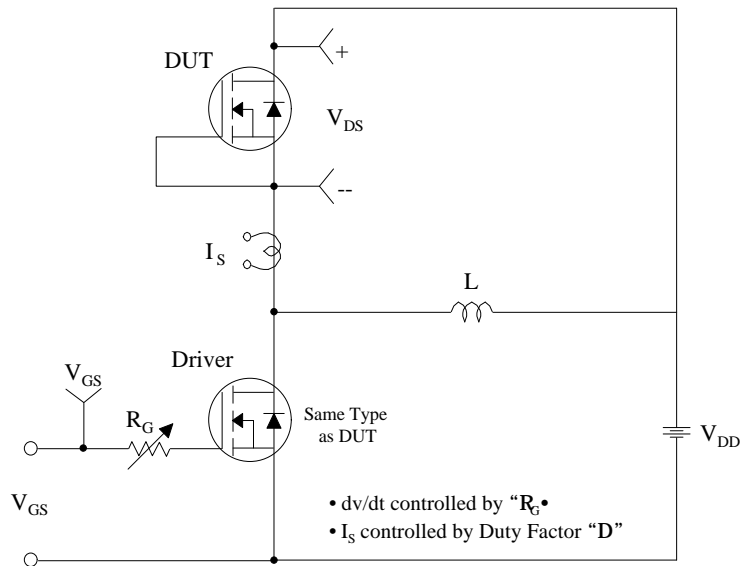 DUT
+
V_DS
--
I_S
L
Driver
V_GS
R_G
Same Type
as DUT
V_DD
V_GS
• dv/dt controlled by “R_G•
• I_S controlled by Duty Factor “D”